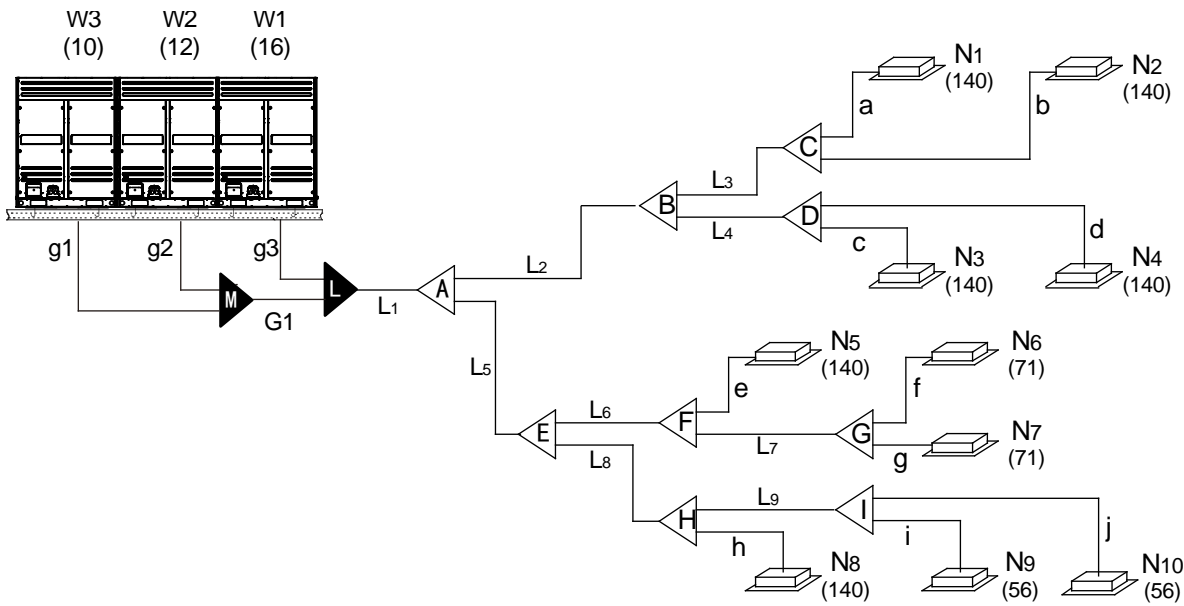 W3 W2 W1
(10) (12) (16)
N1
(140)
N2
(140)
a
b
C
L3
B
L4
D
c
d
N3
(140)
N4
(140)
g1
g2
g3
L2
M
L
A
G1
L1
L5
N5
(140)
N6
(71)
e
f
L6
F
E
L7
G
g
N7
(71)
L8
L9
I
H
h
i
j
N8
(140)
N9
(56)
N10
(56)